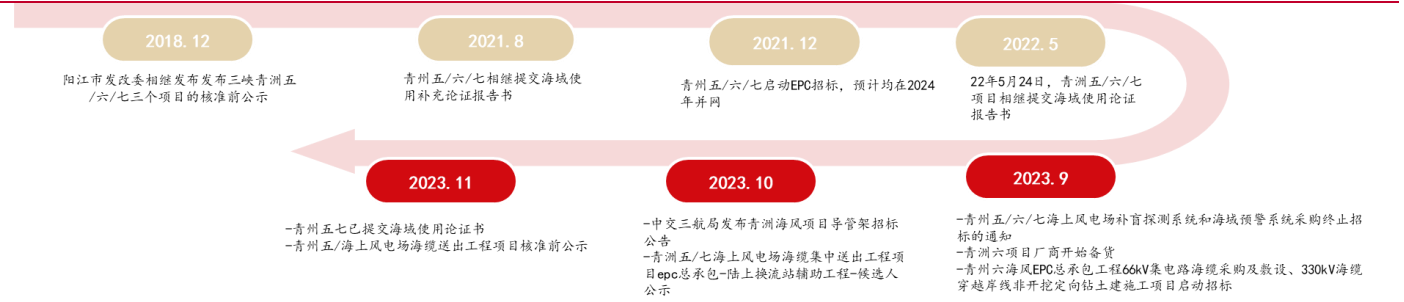 2018.12
阳江市发改委相继发布发布三峡青洲五
/六/七三个项目的核准前公示
2021.8
青州五/六/七相继提交海域使
用补充论证报告书
2021.12
青州五/六/七启动EPC招标，预计均在2024
年并网
2022.5
22年5月24日，青洲五/六/七
项目相继提交海域使用论证
报告书
2023.9
-青州五/六/七海上风电场补盲探测系统和海域预警系统采购终止招
标的通知
-青洲六项目厂商开始备货
-青州六海风EPC总承包工程66kV集电路海缆采购及敷设、330kV海缆
穿越岸线非开挖定向钻土建施工项目启动招标
2023.10
-中交三航局发布青洲海风项目导管架招标
公告
-青洲五/七海上风电场海缆集中送出工程项
目epc总承包-陆上换流站辅助工程-候选人
公示
2023.11
-青州五七已提交海域使用论证书
-青州五/海上风电场海缆送出工程项目核准前公示